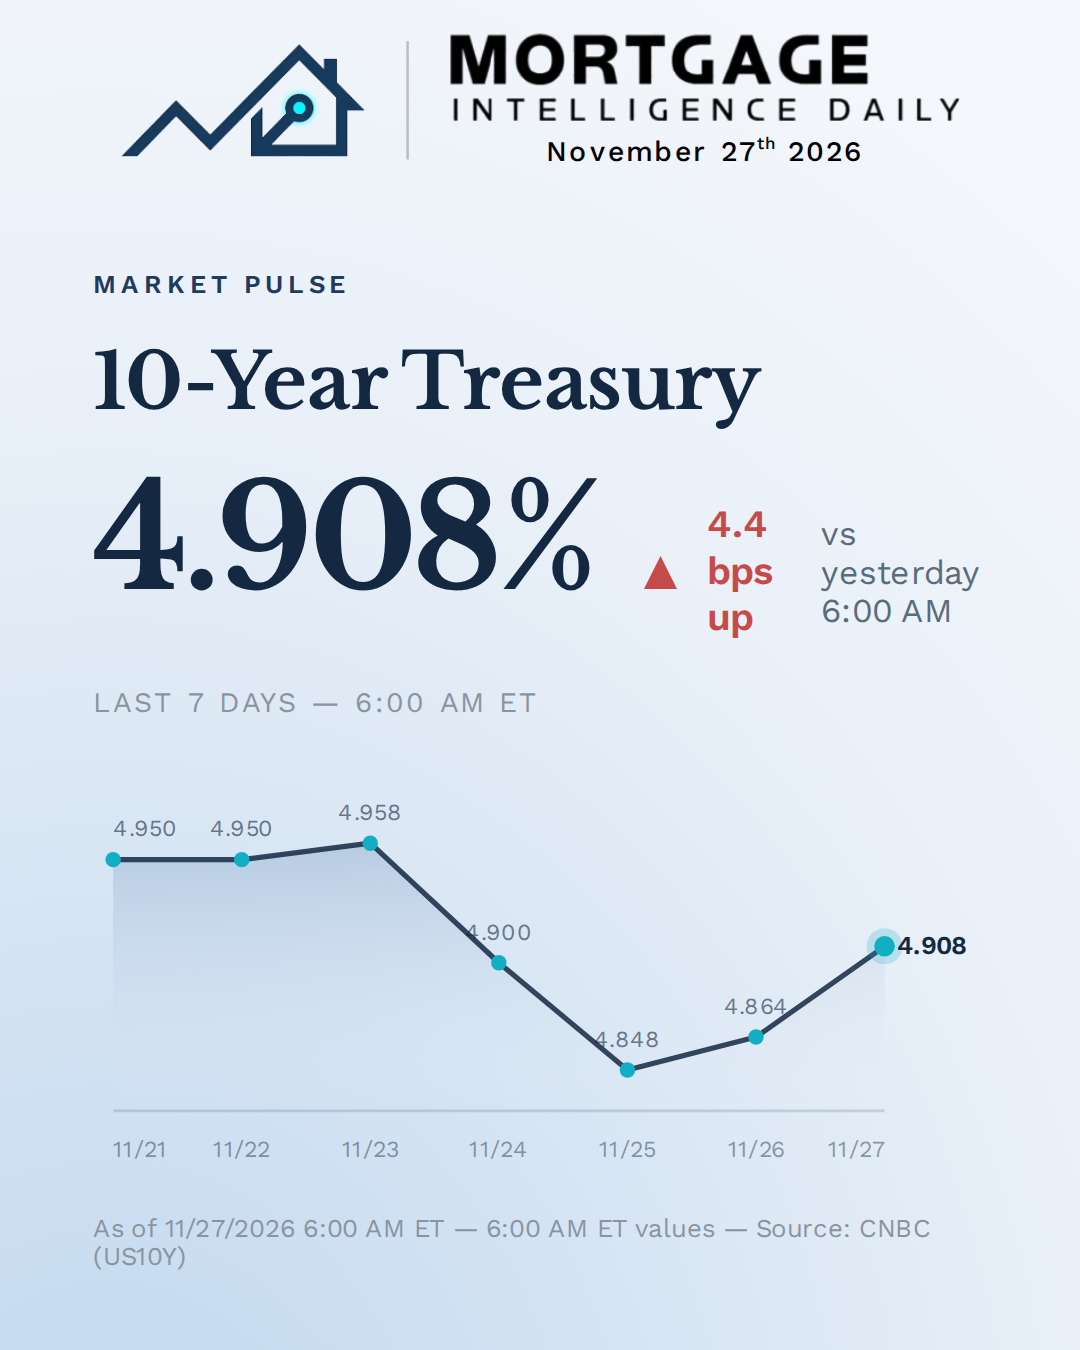 MORTGAGE
INTELLIGENCE DAILY
November 27th 2026
MARKET PULSE
10-Year Treasury
4.908%
▲ 4.4
bps
up
vs
yesterday
6:00 AM
LAST 7 DAYS — 6:00 AM ET
4.950 4.950 4.958 4.900 4.848 4.864 4.908
11/21 11/22 11/23 11/24 11/25 11/26 11/27
As of 11/27/2026 6:00 AM ET — 6:00 AM ET values — Source: CNBC
(US10Y)